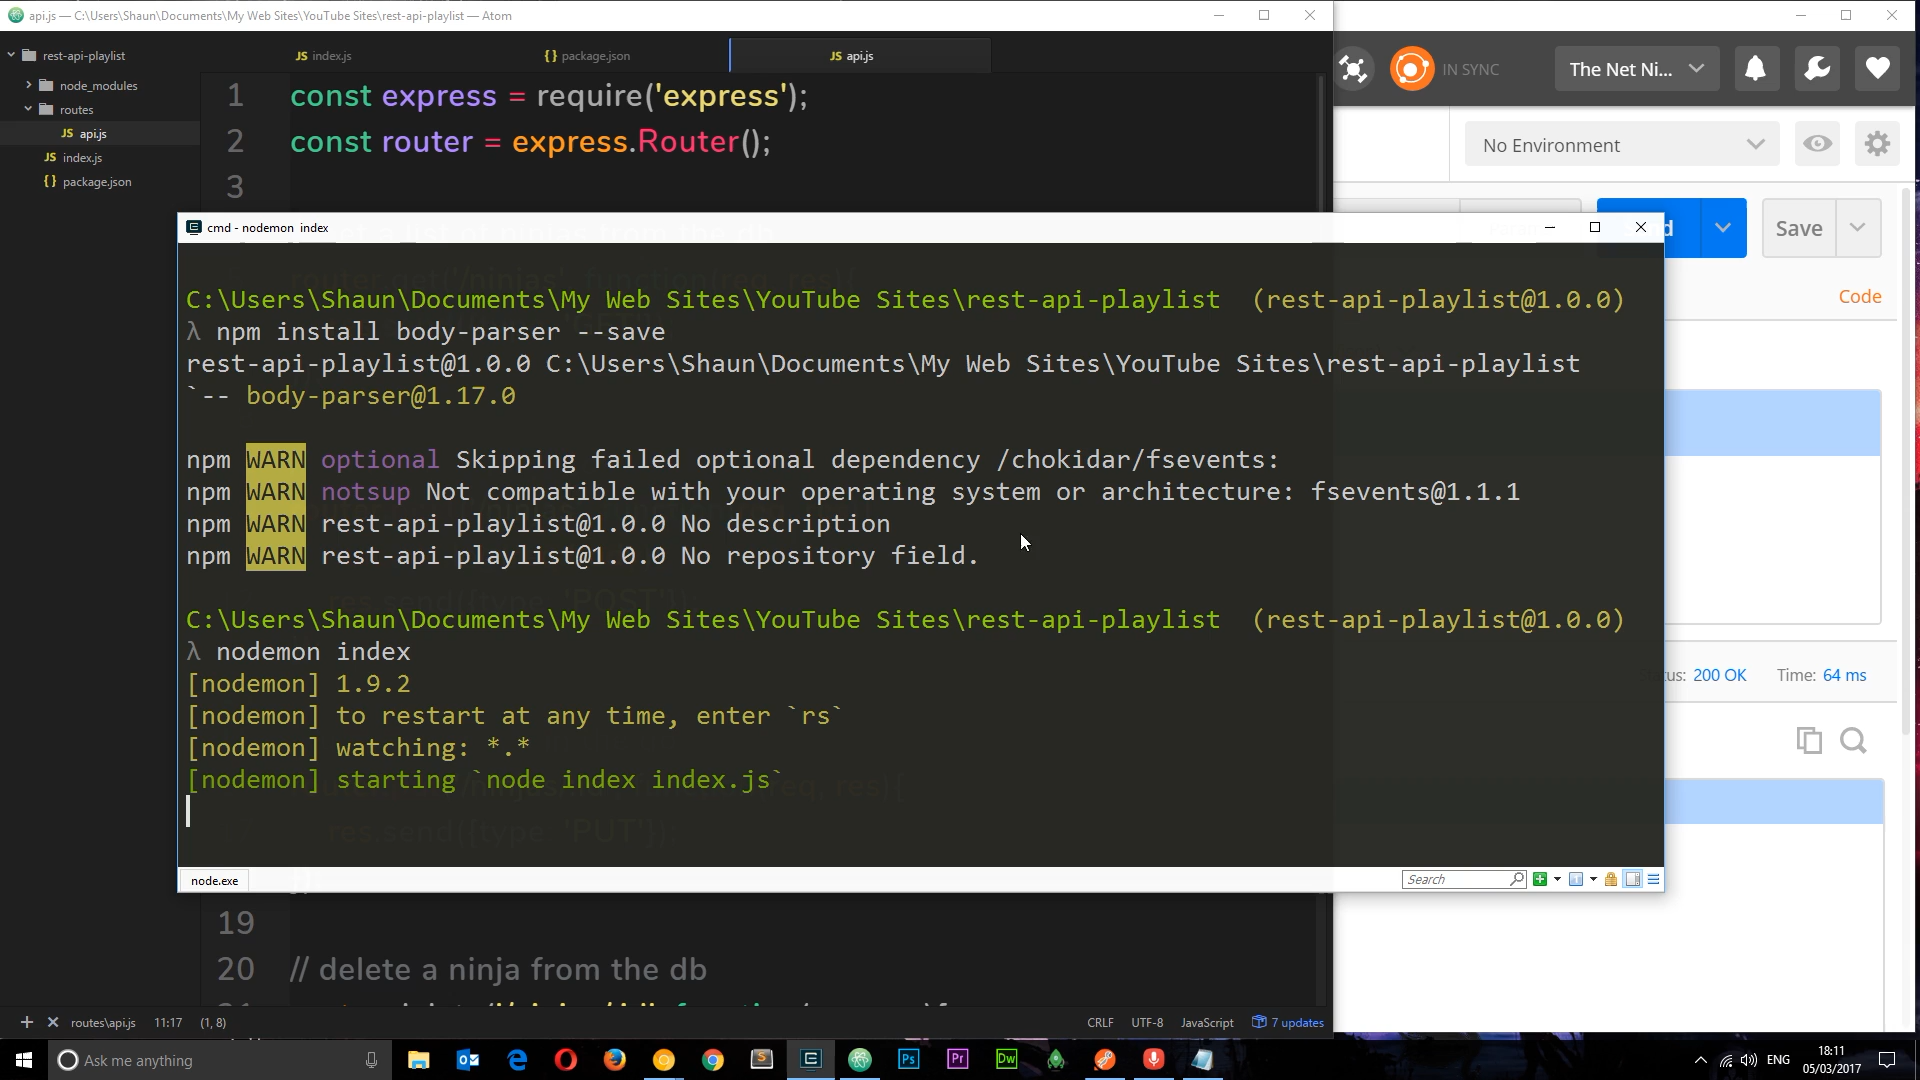 api.js — C:\Users\Shaun\Documents\My Web Sites\YouTube Sites\rest-api-playlist — Atom
rest-api-playlist
node_modules
routes
JS api.js
JS index.js
{} package.json
JS index.js
{} package.json
JS api.js
1 const express = require('express');
2 const router = express.Router();
3
IN SYNC
The Net Ni...
No Environment
Save
Code
cmd - nodemon index
C:\Users\Shaun\Documents\My Web Sites\YouTube Sites\rest-api-playlist (rest-api-playlist@1.0.0)
λ npm install body-parser --save
rest-api-playlist@1.0.0 C:\Users\Shaun\Documents\My Web Sites\YouTube Sites\rest-api-playlist
`-- body-parser@1.17.0
npm WARN optional Skipping failed optional dependency /chokidar/fsevents:
npm WARN notsup Not compatible with your operating system or architecture: fsevents@1.1.1
npm WARN rest-api-playlist@1.0.0 No description
npm WARN rest-api-playlist@1.0.0 No repository field.
C:\Users\Shaun\Documents\My Web Sites\YouTube Sites\rest-api-playlist (rest-api-playlist@1.0.0)
λ nodemon index
[nodemon] 1.9.2
[nodemon] to restart at any time, enter `rs`
[nodemon] watching: *.*
[nodemon] starting `node index index.js`
res.send({type: 'PUT'});
node.exe
Search
200 OK
Time: 64 ms
19
20 // delete a ninja from the db
routes\api.js 11:17 (1, 8)
CRLF UTF-8 JavaScript 7 updates
Ask me anything
Ps
Pr
Dw
ENG
18:11
05/03/2017